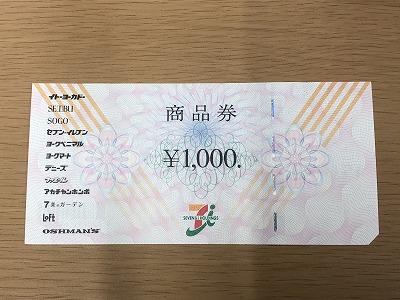 イトーヨーカドー
SEIBU
SOGO
セブン-イレブン
ヨークベニマル
ヨークマート
デニーズ
アカチャンホンポ
7美のガーデン
Loft
OSHMAN'S
商品券
¥1,000.
SEVEN & i HOLDINGS